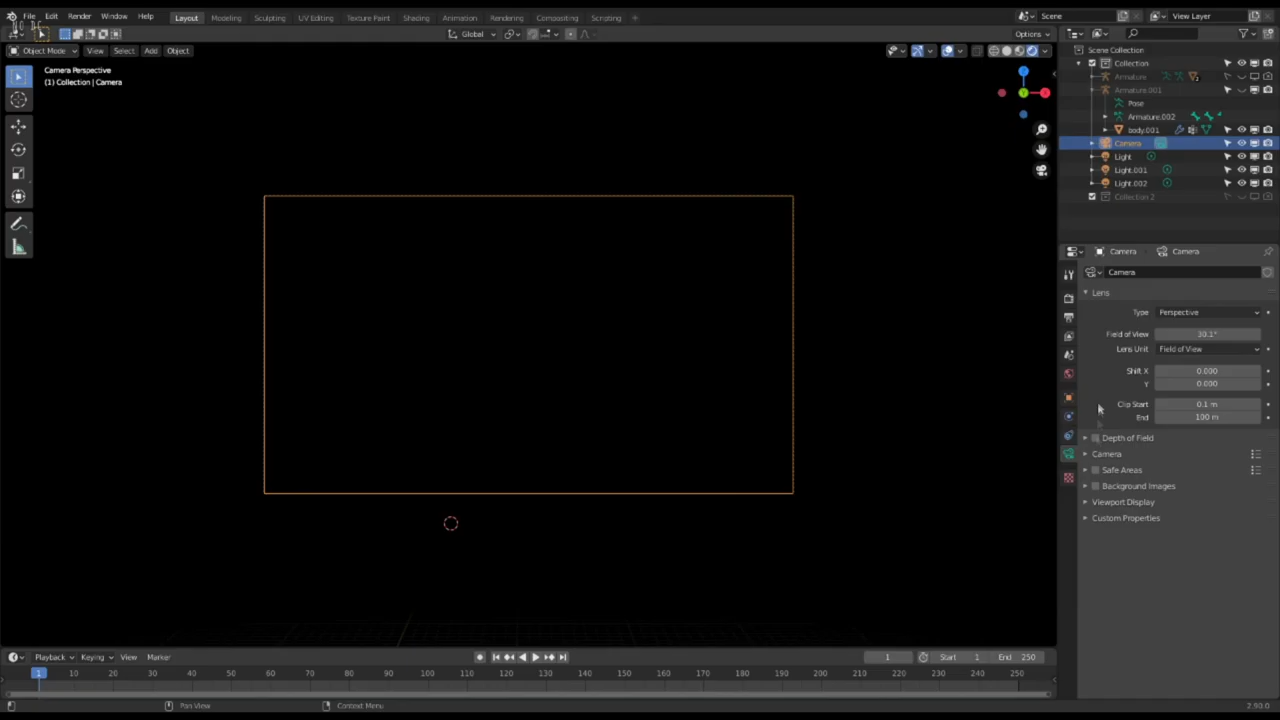 File Edit Render Window Help Layout Modeling Sculpting UV Editing Texture Paint Shading Animation Rendering Compositing Scripting + Scene View Layer
Global Options
Object Mode View Select Add Object
Camera Perspective
(1) Collection | Camera
Scene Collection
Collection
Armature
Armature.001
Pose
Armature.002
body.001
Camera
Light
Light.001
Light.002
Collection 2
Camera Camera
Camera
Lens
Type Perspective
Field of View 30.1°
Lens Unit Field of View
Shift X 0.000
Y 0.000
Clip Start 0.1 m
End 100 m
Depth of Field
Camera
Safe Areas
Background Images
Viewport Display
Custom Properties
Playback Keying View Marker 1 Start 1 End 250
1 10 20 30 40 50 60 70 80 90 100 110 120 130 140 150 160 170 180 190 200 210 220 230 240 250
Pan View Context Menu 2.90.0